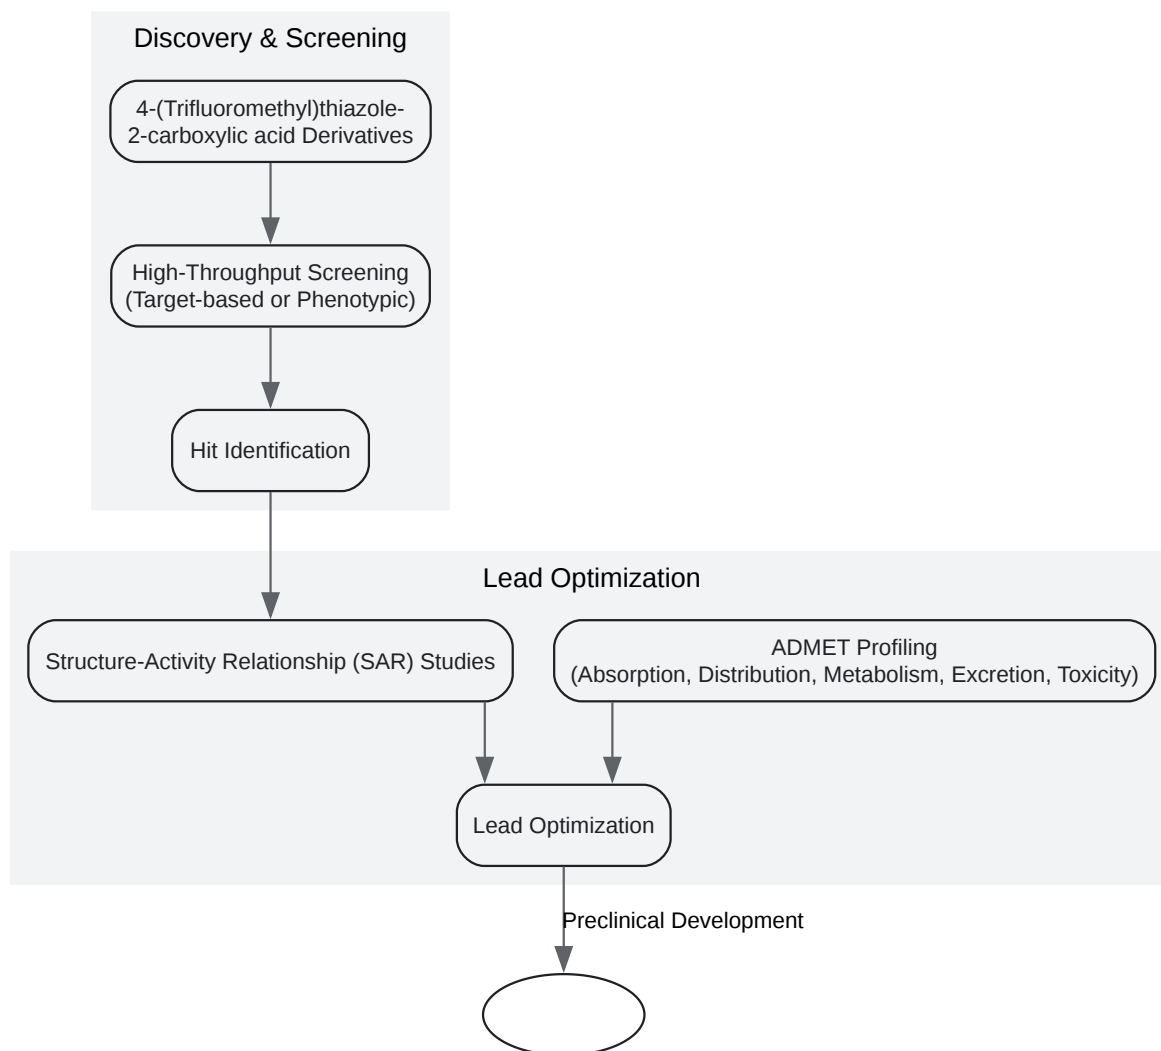 Discovery & Screening
4-(Trifluoromethyl)thiazole-
2-carboxylic acid Derivatives
High-Throughput Screening
(Target-based or Phenotypic)
Hit Identification
Lead Optimization
Structure-Activity Relationship (SAR) Studies
ADMET Profiling
(Absorption, Distribution, Metabolism, Excretion, Toxicity)
Lead Optimization
Preclinical Development